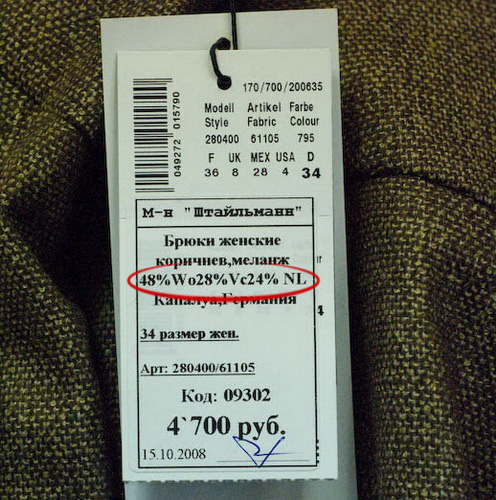 170/700/200635
Modell Artikel Farbe
Style Fabric Colour
280400 61105 795
F UK MEX USA D
36 8 28 4 34
049272 015790
М-н "Штайльманн"
Брюки женские
коричнев,меланж
48%Wo28%Vc24% NL
Капалуа,Германия
34 размер жен.
Арт: 280400/61105
Код: 09302
4`700 руб.
15.10.2008